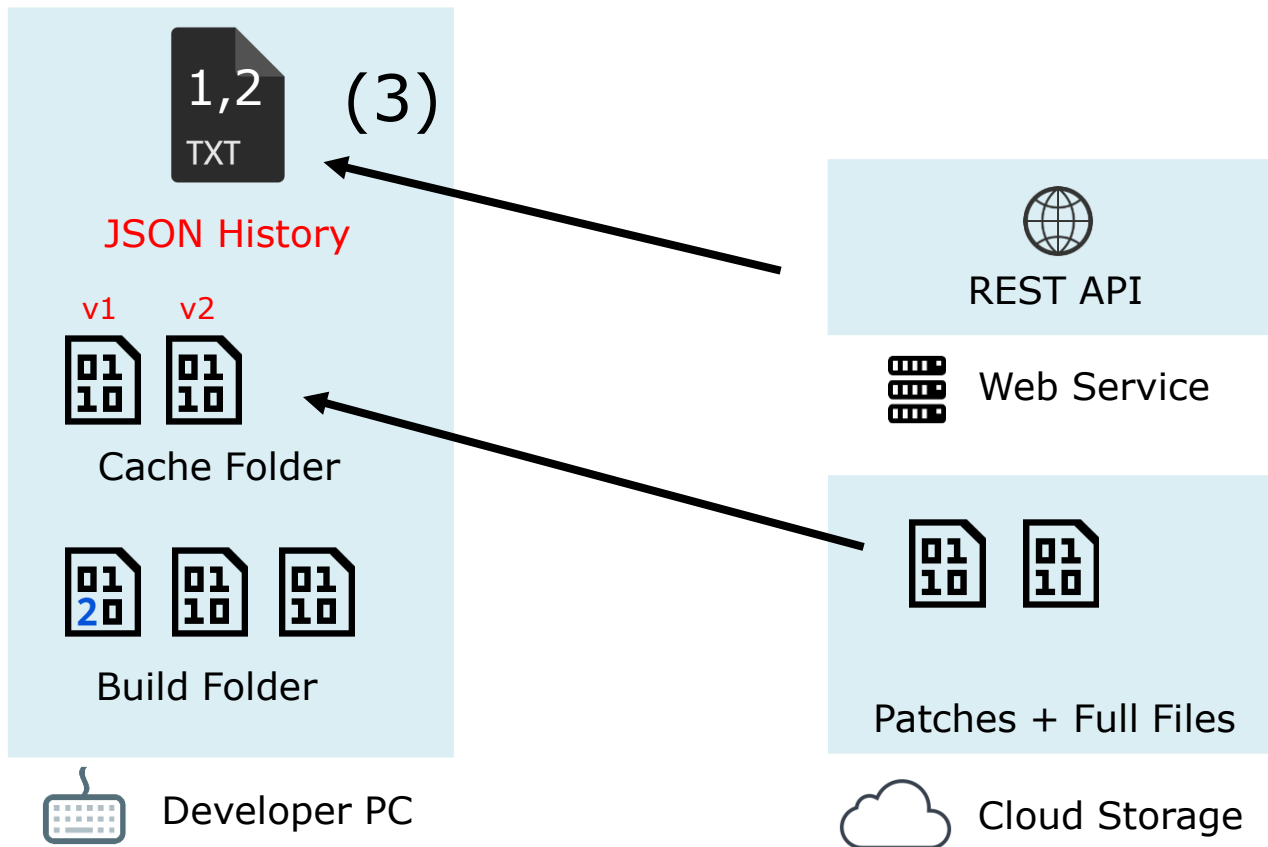 1,2
TXT
(3)
JSON History
v1 v2
01
10
01
10
Cache Folder
01
20
01
10
01
10
Build Folder
Developer PC
REST API
Web Service
01
10
01
10
Patches + Full Files
Cloud Storage